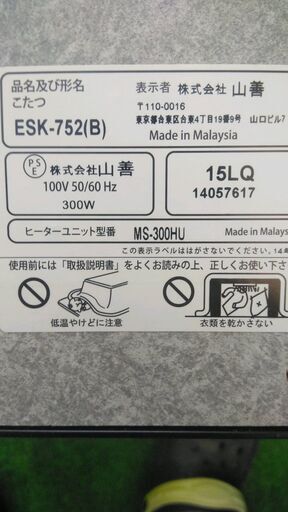 品名及び形名
こたつ
ESK-752(B)
表示者 株式会社 山善
〒110-0016
東京都台東区台東4丁目19番9号 山口ビル7
Made in Malaysia
PS
E
株式会社 山善
100V 50/60 Hz
300W
15LQ
14057617
ヒーターユニット型番 MS-300HU Made in Malay
この表示ラベルははがさないでください。14
使用前には「取扱説明書」をよくお読みの上、正しくお使い下さい
低温やけどに注意
衣類を乾かさない